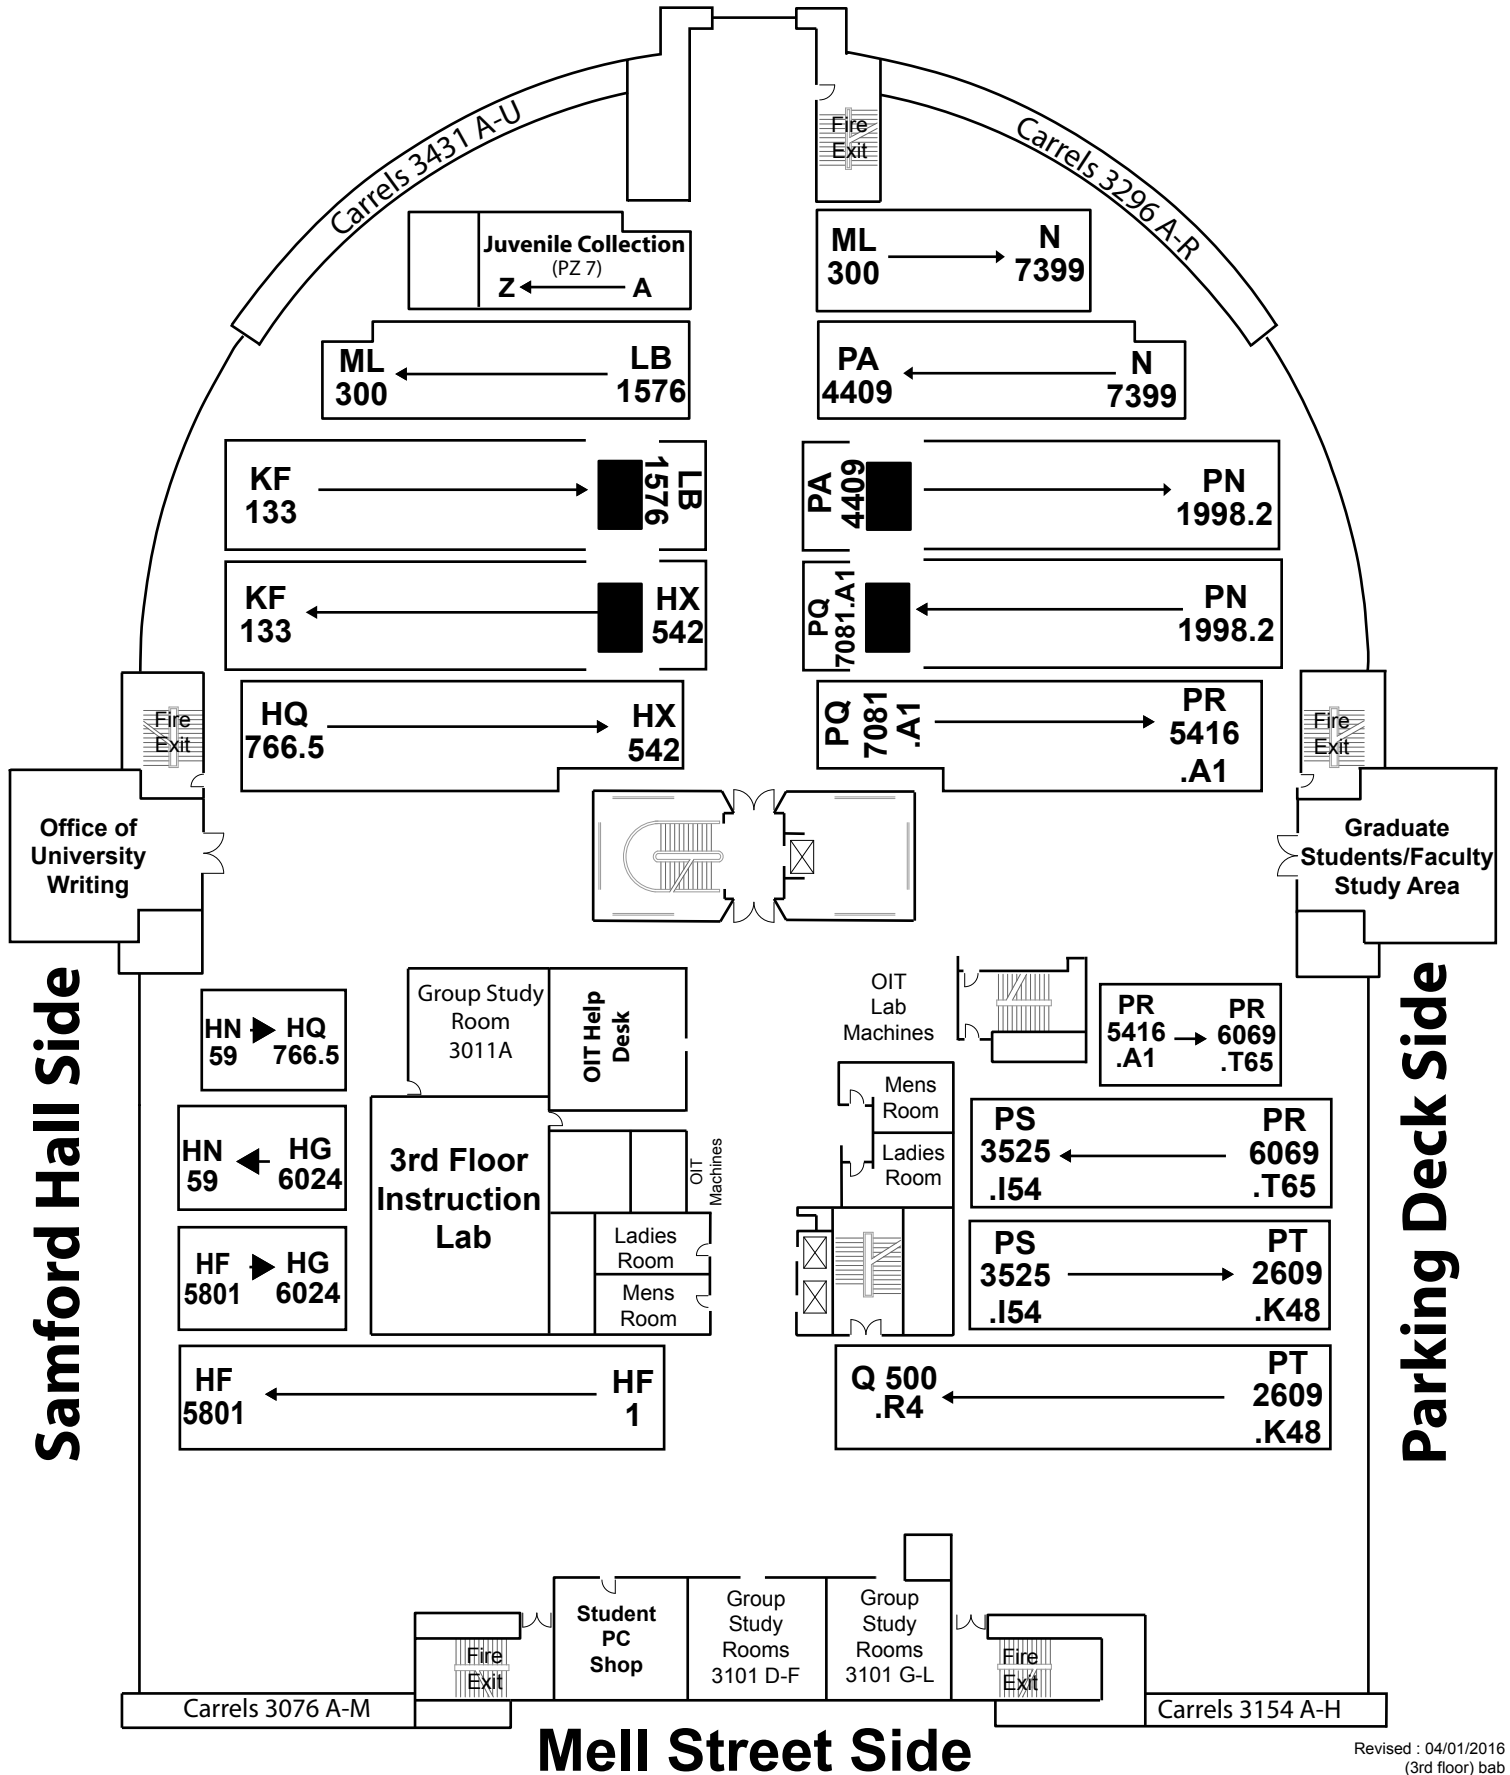 Carrels 3431 A-U
Fire
Exit
Carrels 3296 A-R
Juvenile Collection
(PZ 7)
Z A
ML
300
N
7399
ML
300
LB
1576
PA
4409
N
7399
KF
133
LB
1576
PA
4409
PN
1998.2
KF
133
HX
542
PQ
7081.A1
PN
1998.2
HQ
766.5
HX
542
PQ
7081
.A1
PR
5416
.A1
Fire
Exit
Fire
Exit
Office of
University
Writing
Graduate
Students/Faculty
Study Area
Samford Hall Side
Parking Deck Side
HN
59
HQ
766.5
Group Study
Room
3011A
OIT Help
Desk
OIT
Lab
Machines
PR
5416
.A1
PR
6069
.T65
HN
59
HG
6024
3rd Floor
Instruction
Lab
OIT
Machines
Mens
Room
Ladies
Room
PS
3525
.I54
PR
6069
.T65
HF
5801
HG
6024
Ladies
Room
Mens
Room
PS
3525
.I54
PT
2609
.K48
HF
5801
HF
1
Q 500
.R4
PT
2609
.K48
Fire
Exit
Student
PC
Shop
Group
Study
Rooms
3101 D-F
Group
Study
Rooms
3101 G-L
Fire
Exit
Carrels 3076 A-M
Carrels 3154 A-H
Mell Street Side
Revised : 04/01/2016
(3rd floor) bab